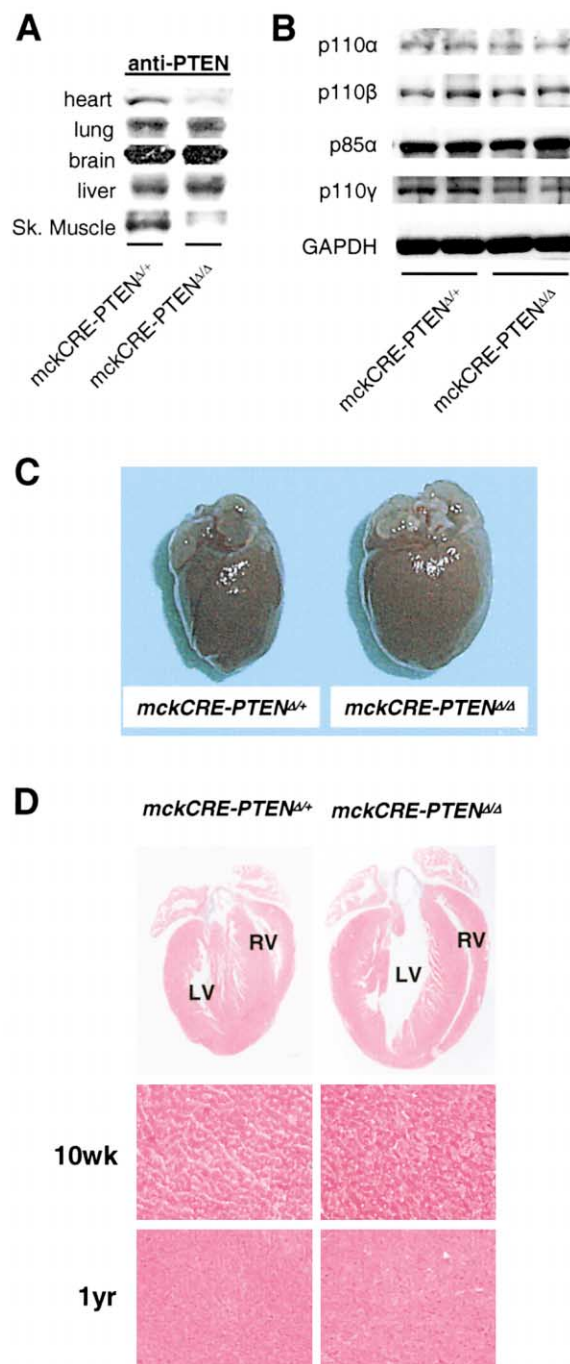 A
anti-PTEN
heart
lung
brain
liver
Sk. Muscle
mckCRE-PTENΔ/+
mckCRE-PTENΔ/Δ
B
p110α
p110β
p85α
p110γ
GAPDH
mckCRE-PTENΔ/+
mckCRE-PTENΔ/Δ
C
mckCRE-PTENΔ/+
mckCRE-PTENΔ/Δ
D
mckCRE-PTENΔ/+
mckCRE-PTENΔ/Δ
LV
RV
LV
RV
10wk
1yr